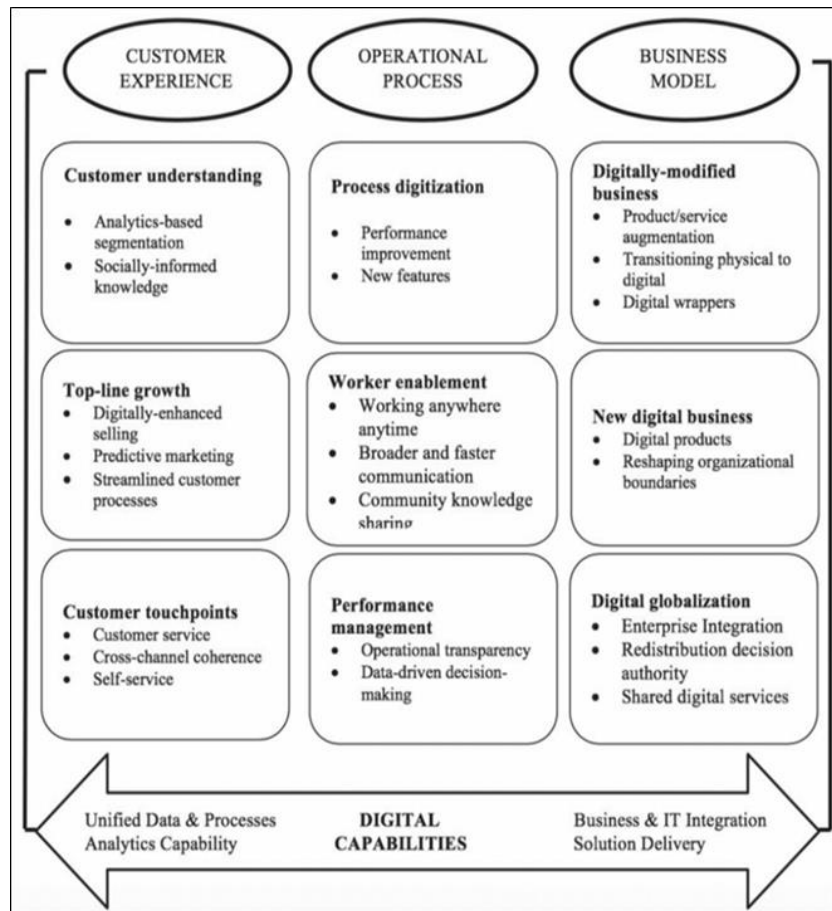 CUSTOMER
EXPERIENCE
OPERATIONAL
PROCESS
BUSINESS
MODEL
Customer understanding
• Analytics-based
segmentation
• Socially-informed
knowledge
Process digitization
• Performance
improvement
• New features
Digitally-modified
business
• Product/service
augmentation
• Transitioning physical to
digital
• Digital wrappers
Top-line growth
• Digitally-enhanced
selling
• Predictive marketing
• Streamlined customer
processes
Worker enablement
• Working anywhere
anytime
• Broader and faster
communication
• Community knowledge
sharing
New digital business
• Digital products
• Reshaping organizational
boundaries
Customer touchpoints
• Customer service
• Cross-channel coherence
• Self-service
Performance
management
• Operational transparency
• Data-driven decision-
making
Digital globalization
• Enterprise Integration
• Redistribution decision
authority
• Shared digital services
Unified Data & Processes
Analytics Capability
DIGITAL
CAPABILITIES
Business & IT Integration
Solution Delivery